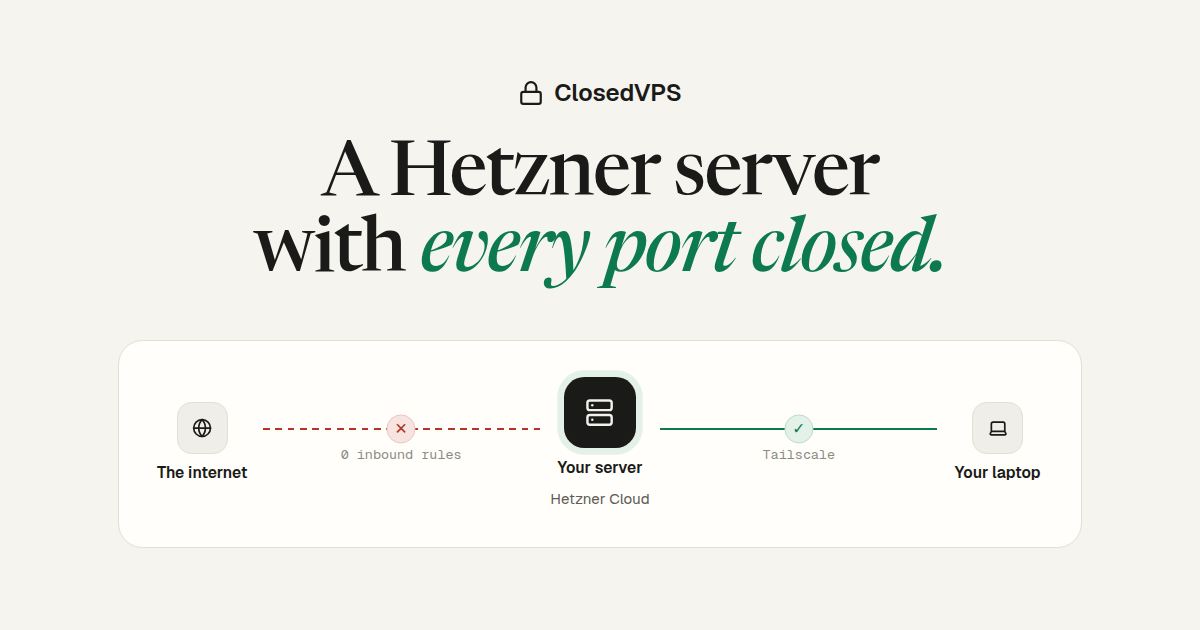 ClosedVPS
A Hetzner server
with every port closed.
The internet
0 inbound rules
Your server
Hetzner Cloud
Tailscale
Your laptop